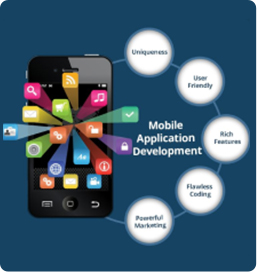 Uniqueness
User
Friendly
Mobile
Application
Development
Rich
Features
Flawless
Coding
Powerful
Marketing